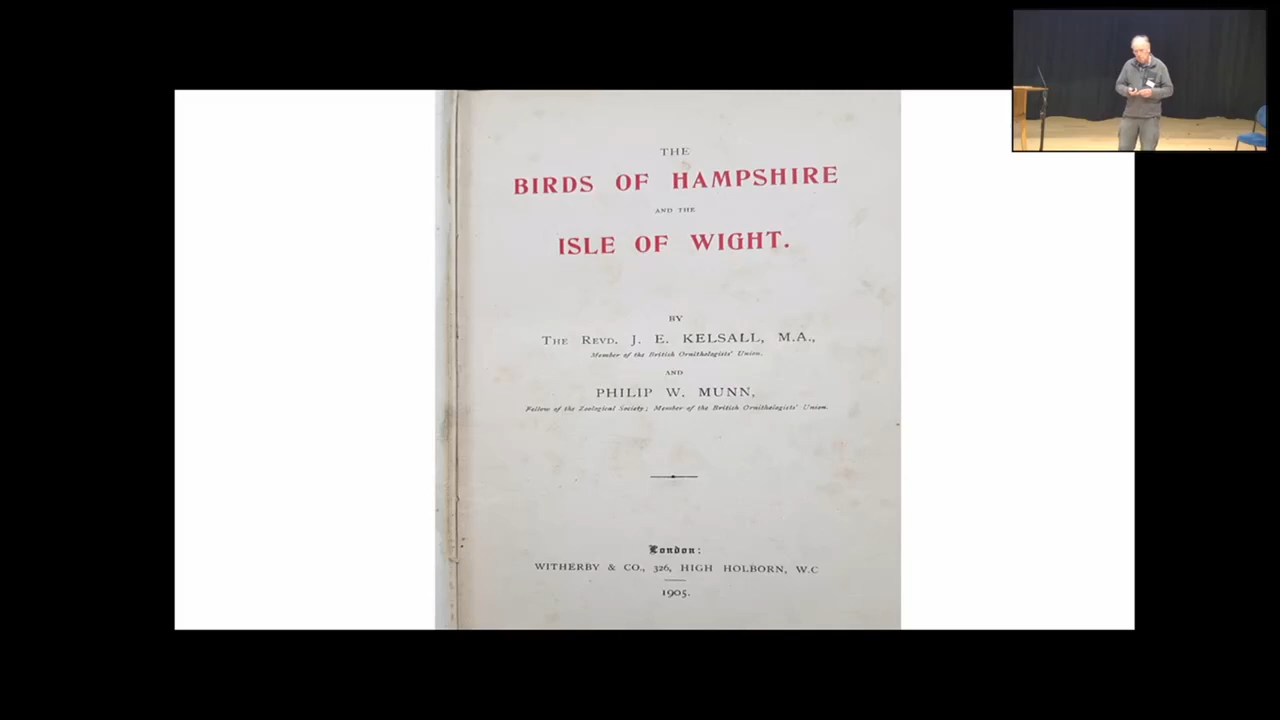 THE
BIRDS OF HAMPSHIRE
AND THE
ISLE OF WIGHT.
BY
THE REVD. J. E. KELSALL, M.A.,
Member of the British Ornithologists' Union.
AND
PHILIP W. MUNN,
Fellow of the Zoological Society; Member of the British Ornithologists' Union.
London:
WITHERBY & CO., 326, HIGH HOLBORN, W.C
1905.